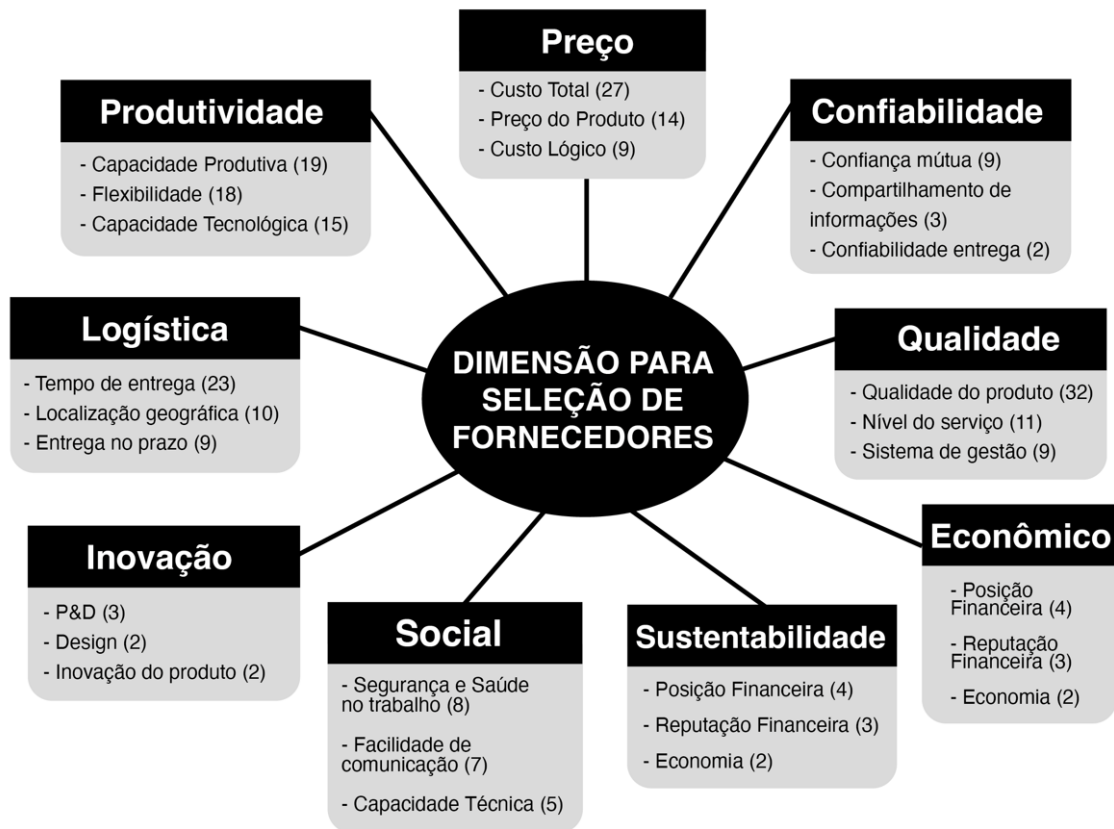 Preço
- Custo Total (27)
- Preço do Produto (14)
- Custo Lógico (9)
Produtividade
- Capacidade Produtiva (19)
- Flexibilidade (18)
- Capacidade Tecnológica (15)
Confiabilidade
- Confiança mútua (9)
- Compartilhamento de
informações (3)
- Confiabilidade entrega (2)
Logística
- Tempo de entrega (23)
- Localização geográfica (10)
- Entrega no prazo (9)
DIMENSÃO PARA
SELEÇÃO DE
FORNECEDORES
Qualidade
- Qualidade do produto (32)
- Nível do serviço (11)
- Sistema de gestão (9)
Inovação
- P&D (3)
- Design (2)
- Inovação do produto (2)
Social
- Segurança e Saúde
no trabalho (8)
- Facilidade de
comunicação (7)
- Capacidade Técnica (5)
Sustentabilidade
- Posição Financeira (4)
- Reputação Financeira (3)
- Economia (2)
Econômico
- Posição
Financeira (4)
- Reputação
Financeira (3)
- Economia (2)